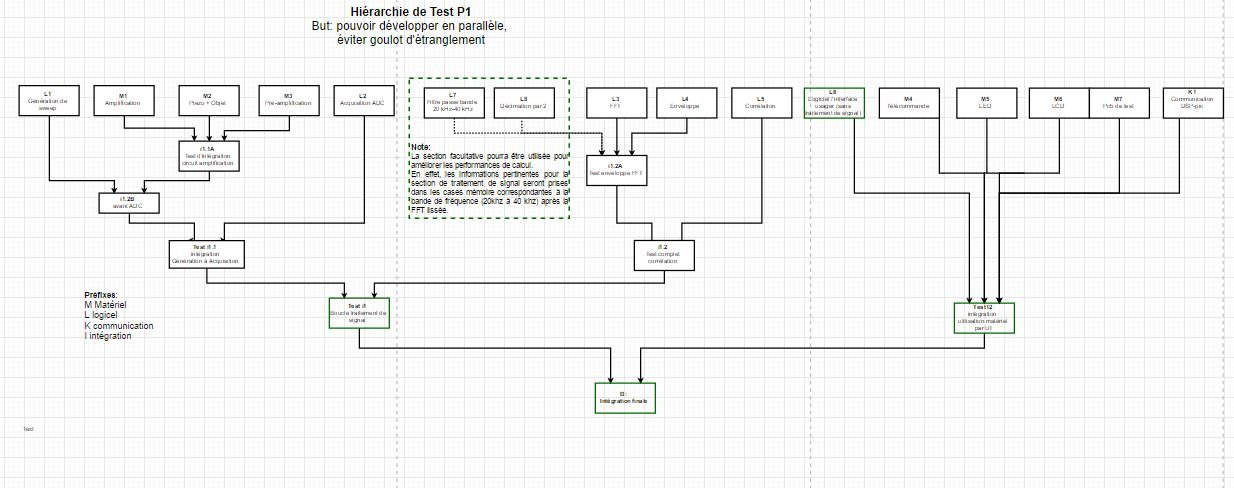 Hiérarchie de Test P1
But: pouvoir développer en parallèle,
éviter goulot d'étranglement
L1
Génération de
sweep
M1
Amplification
M2
Piezo + Objet
M3
Pré-amplification
L2
Acquisition ADC
L7
Filtre passe bande
20 kHz-40 kHz
L8
Décimation par 2
L3
FFT
L4
Enveloppe
L5
Corrélation
L6
Logiciel / interface
usager (sans
traitement de signal)
M4
Télécommande
M5
LED
M6
LCD
M7
Pcb de test
K1
Communication
DSP-pic
i1.1A
Test d'intégration
circuit amplification
i1.2B
avant ADC
Note:
La section facultative pourra être utilisée pour
améliorer les performances de calcul.
En effet, les informations pertinentes pour la
section de traitement de signal seront prises
dans les cases mémoire correspondantes à la
bande de fréquence (20khz à 40 khz) après la
FFT lissée.
i1.2A
Test enveloppe FFT
Test i1.1
intégration
Génération à Acquisition
i1.2
Test complet
corrélation
Préfixes:
M Matériel
L logicel
K communication
I intégration
Test i1
Boucle traitement de
signal
Test I2
intégration
utilisation matériel
par UI
I3:
Intégration finale
Text